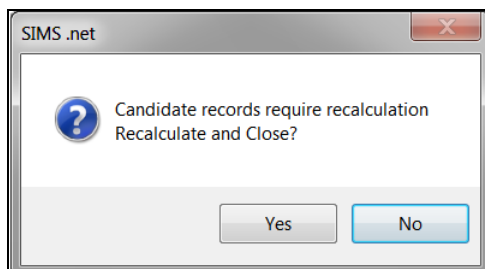 SIMS .net
Candidate records require recalculation
Recalculate and Close?
Yes
No